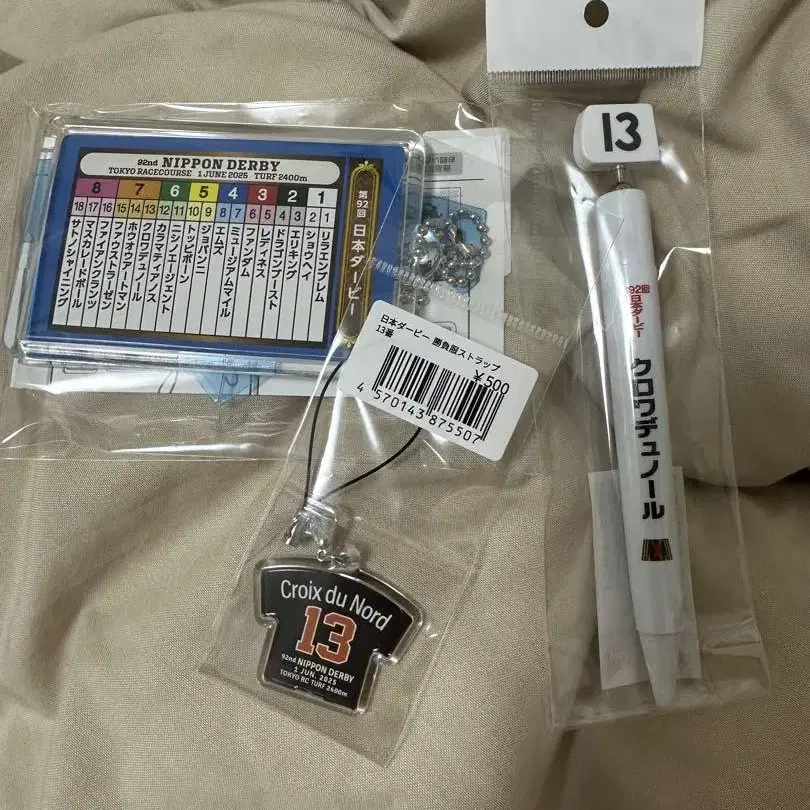 92nd NIPPON DERBY
TOKYO RACECOURSE 1 JUNE 2025 TURF 2400m
第92回 日本ダービー
8 7 6 5 4 3 2 1
18 17 16 15 14 13 12 11 10 9 8 7 6 5 4 3 2 1
リラエンブレム
ショウヘイ
エリキング
ドラゴンブースト
レディネス
ファンダム
ミュージアムマイル
エムズ
ジョバンニ
トッピボーン
ニシノエージェント
カラマティアノス
クロワデュノール
ホウオウアートマン
ファウストラーゼン
ファイアンクランツ
マスカレードボール
サトノシャイニング
日本ダービー 勝負服ストラップ
13番
¥500
4 570143 875507
Croix du Nord
13
92nd NIPPON DERBY
1 JUN. 2025
TOKYO RC TURF 2400m
13
92回
日本ダービー
クロワデュノール